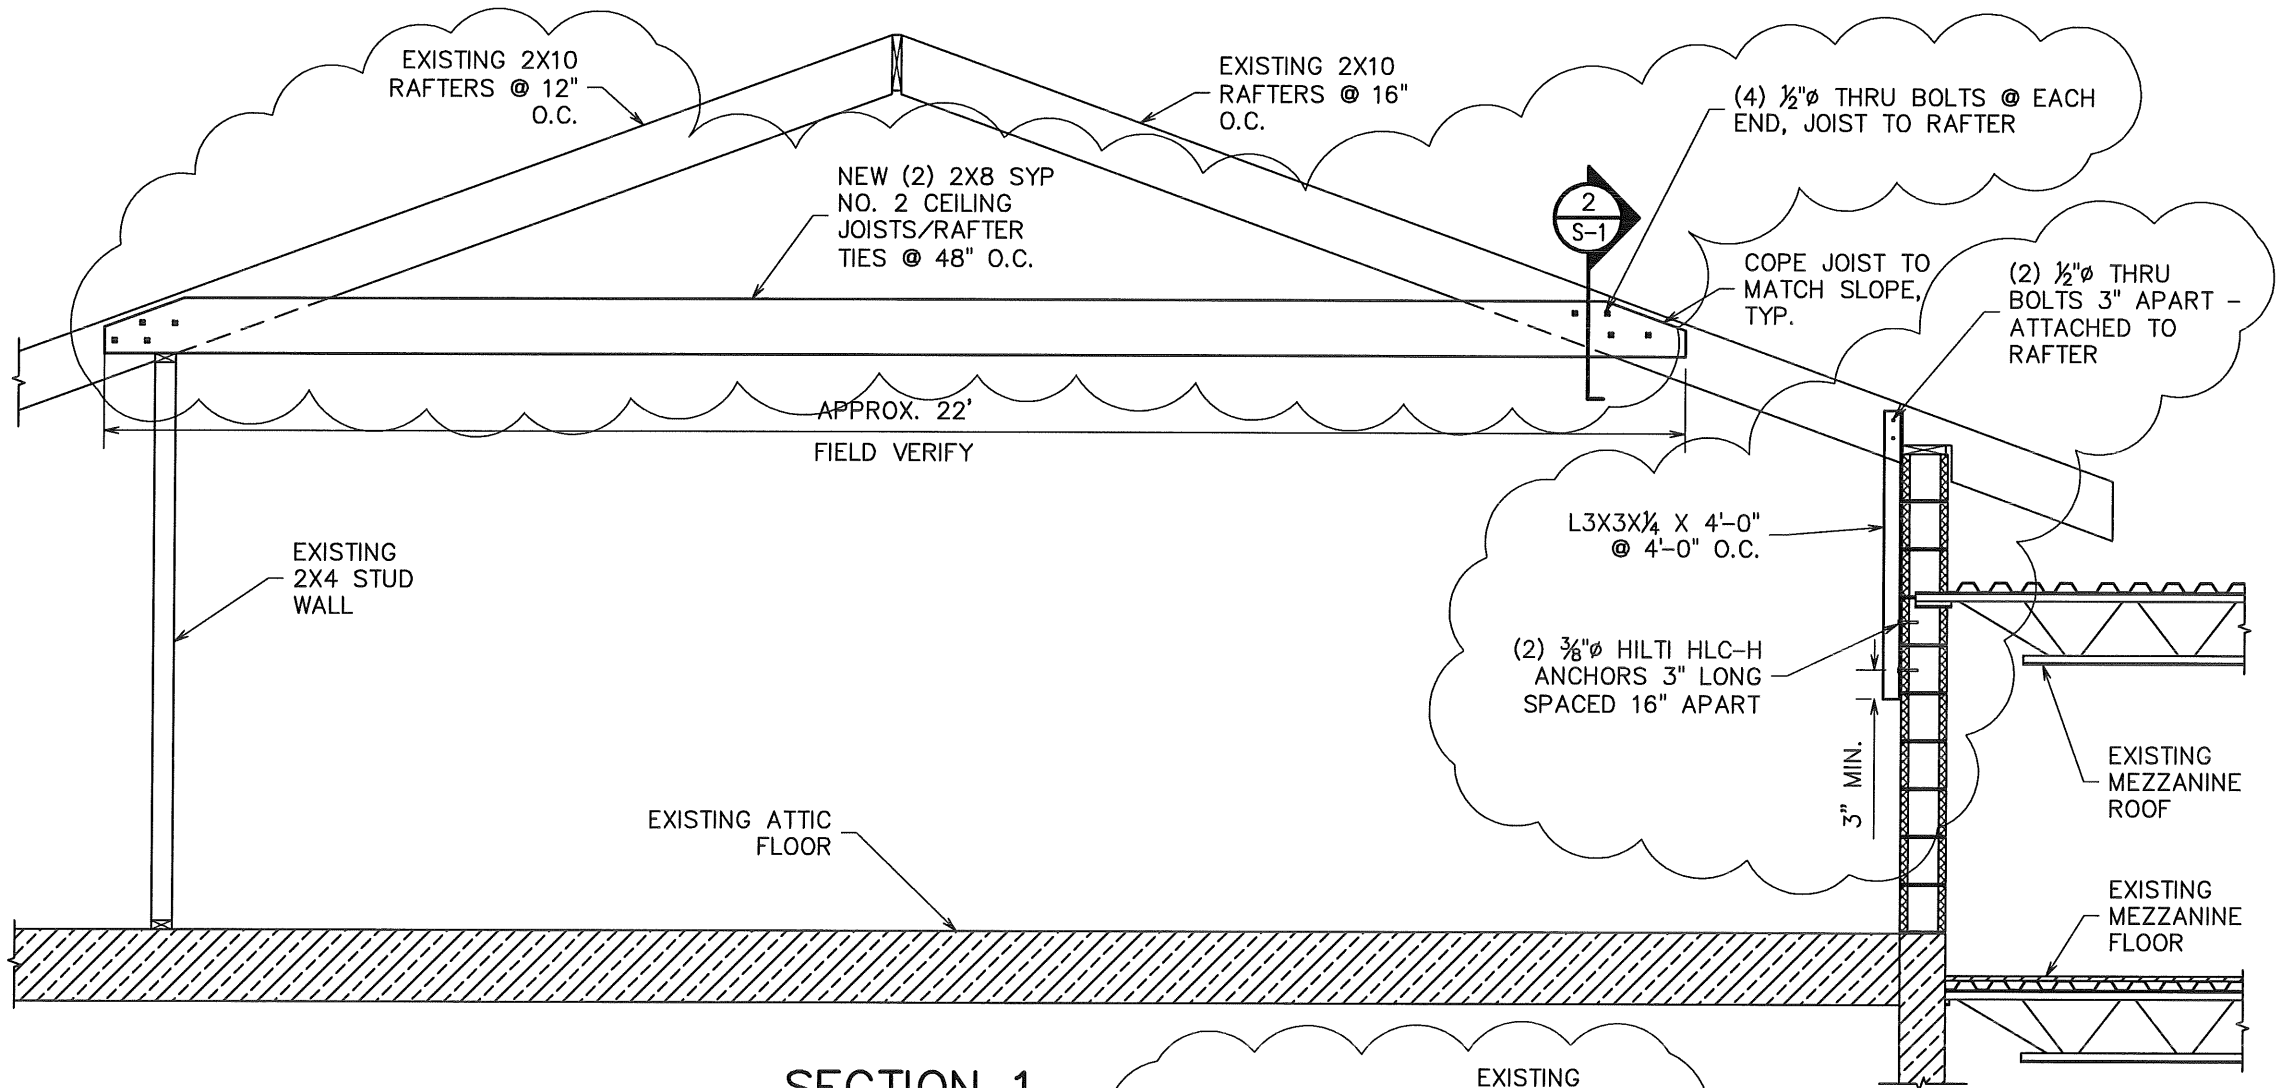 EXISTING 2X10
RAFTERS @ 12"
O.C.
EXISTING 2X10
RAFTERS @ 16"
O.C.
(4) ½"ø THRU BOLTS @ EACH
END, JOIST TO RAFTER
NEW (2) 2X8 SYP
NO. 2 CEILING
JOISTS/RAFTER
TIES @ 48" O.C.
2
S-1
COPE JOIST TO
MATCH SLOPE,
TYP.
(2) ½"ø THRU
BOLTS 3" APART -
ATTACHED TO
RAFTER
APPROX. 22'
FIELD VERIFY
L3X3X¼ X 4'-0"
@ 4'-0" O.C.
EXISTING
2X4 STUD
WALL
(2) ⅜"ø HILTI HLC-H
ANCHORS 3" LONG
SPACED 16" APART
3" MIN.
EXISTING
MEZZANINE
ROOF
EXISTING ATTIC
FLOOR
EXISTING
MEZZANINE
FLOOR
SECTION 1
EXISTING